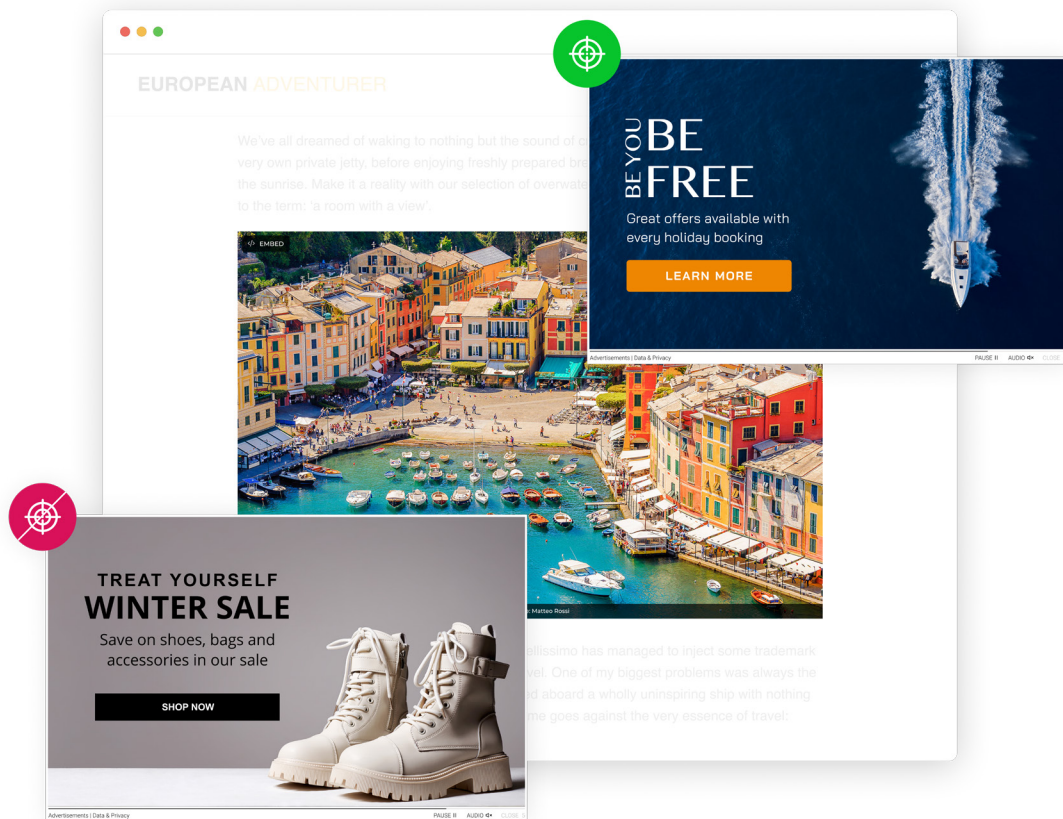 EUROPEAN ADVENTURER
We've all dreamed of waking to nothing but the sound of
very own private jetty, before enjoying freshly prepared
the sunrise. Make it a reality with our selection of
to the term: 'a room with a view'.
</> EMBED
BE YOU
BE
FREE
Great offers available with
every holiday booking
LEARN MORE
Advertisements | Data & Privacy
PAUSE AUDIO CLOSE
Matteo Rossi
TREAT YOURSELF
WINTER SALE
Save on shoes, bags and
accessories in our sale
SHOP NOW
has managed to inject some trademark
One of my biggest problems was always the
aboard a wholly uninspiring ship with nothing
me goes against the very essence of travel:
Advertisements | Data & Privacy
PAUSE AUDIO CLOSE